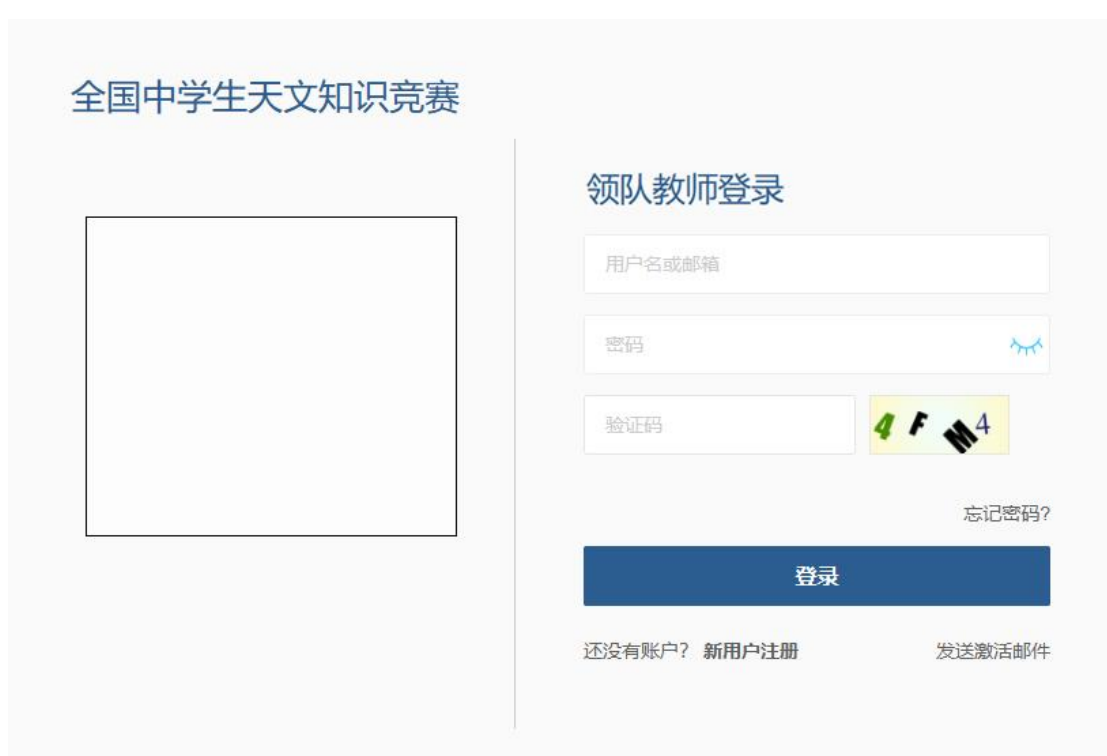 全国中学生天文知识竞赛
领队教师登录
用户名或邮箱
密码
验证码 4FM4
忘记密码?
登录
还没有账户? 新用户注册 发送激活邮件